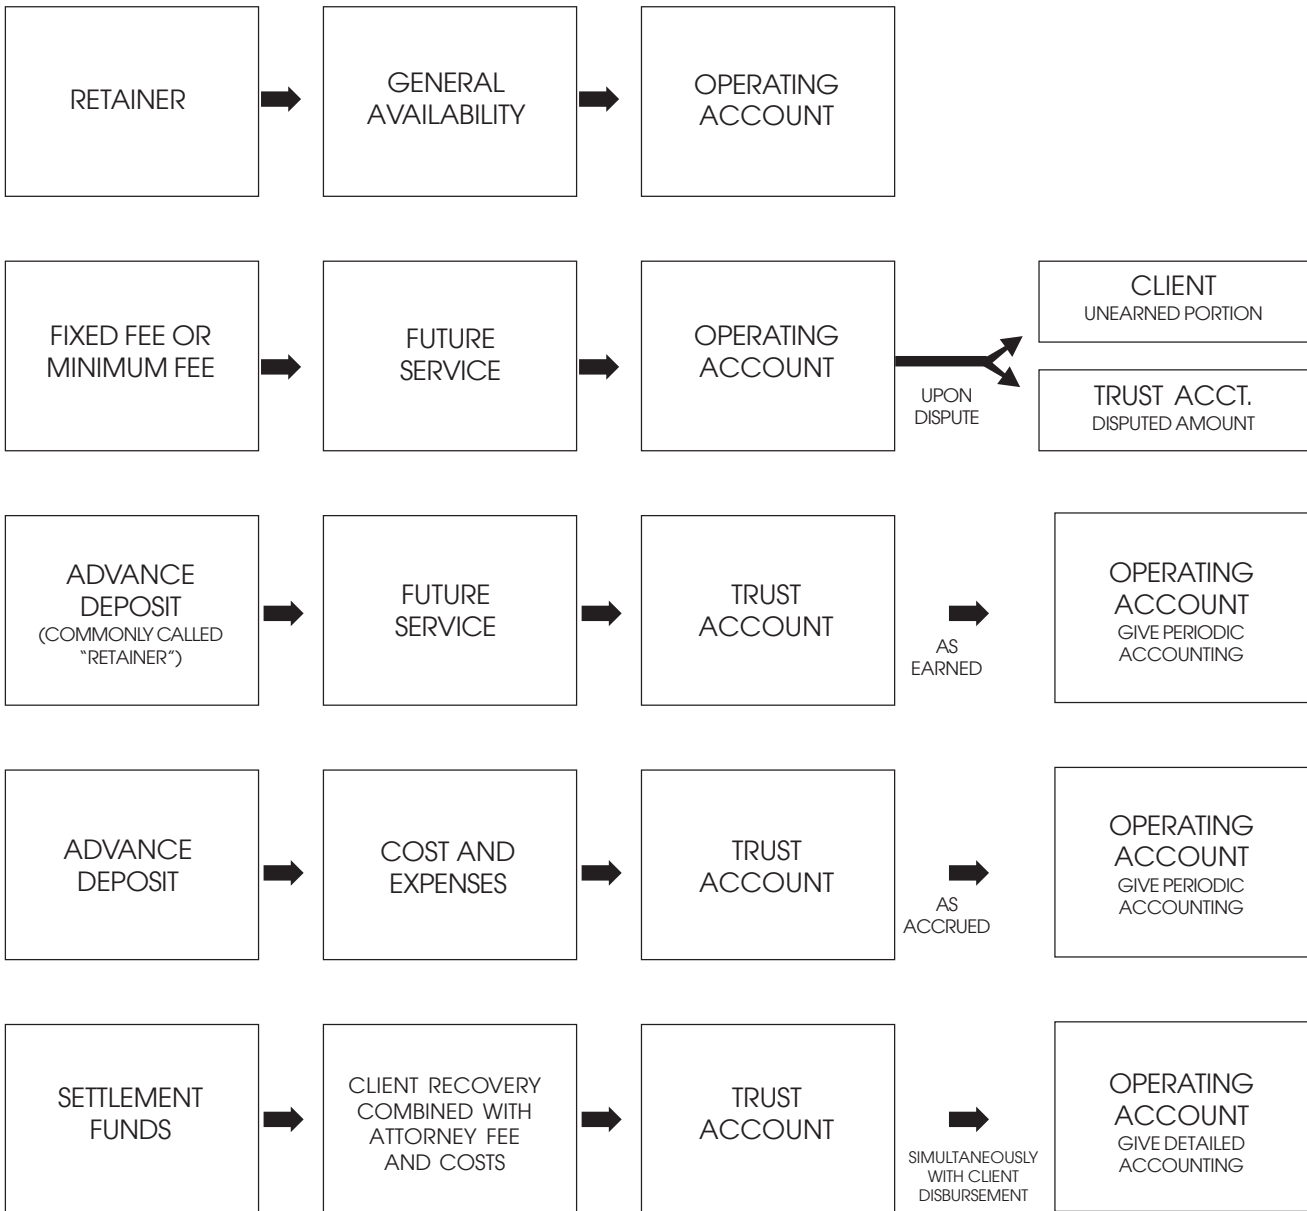 RETAINER
GENERAL
AVAILABILITY
OPERATING
ACCOUNT
FIXED FEE OR
MINIMUM FEE
FUTURE
SERVICE
OPERATING
ACCOUNT
UPON
DISPUTE
CLIENT
UNEARNED PORTION
TRUST ACCT.
DISPUTED AMOUNT
ADVANCE
DEPOSIT
(COMMONLY CALLED
“RETAINER”)
FUTURE
SERVICE
TRUST
ACCOUNT
AS
EARNED
OPERATING
ACCOUNT
GIVE PERIODIC
ACCOUNTING
ADVANCE
DEPOSIT
COST AND
EXPENSES
TRUST
ACCOUNT
AS
ACCRUED
OPERATING
ACCOUNT
GIVE PERIODIC
ACCOUNTING
SETTLEMENT
FUNDS
CLIENT RECOVERY
COMBINED WITH
ATTORNEY FEE
AND COSTS
TRUST
ACCOUNT
SIMULTANEOUSLY
WITH CLIENT
DISBURSEMENT
OPERATING
ACCOUNT
GIVE DETAILED
ACCOUNTING